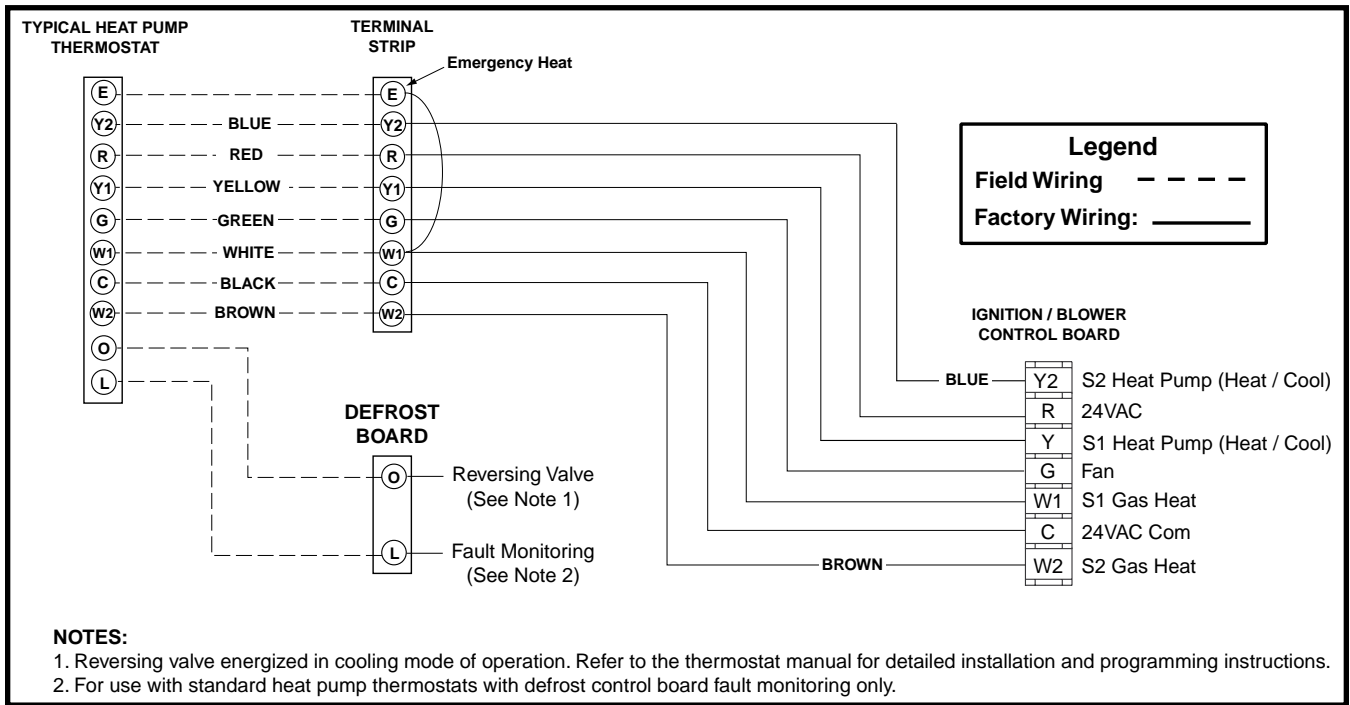 TYPICAL HEAT PUMP
THERMOSTAT
TERMINAL
STRIP
Emergency Heat
E
E
Y2
BLUE
Y2
R
RED
R
Y1
YELLOW
Y1
G
GREEN
G
W1
WHITE
W1
C
BLACK
C
W2
BROWN
W2
O
L
Legend
Field Wiring
Factory Wiring:
DEFROST
BOARD
O
Reversing Valve
(See Note 1)
L
Fault Monitoring
(See Note 2)
IGNITION / BLOWER
CONTROL BOARD
BLUE
Y2 S2 Heat Pump (Heat / Cool)
R 24VAC
Y S1 Heat Pump (Heat / Cool)
G Fan
W1 S1 Gas Heat
C 24VAC Com
BROWN
W2 S2 Gas Heat
NOTES:
1. Reversing valve energized in cooling mode of operation. Refer to the thermostat manual for detailed installation and programming instructions.
2. For use with standard heat pump thermostats with defrost control board fault monitoring only.